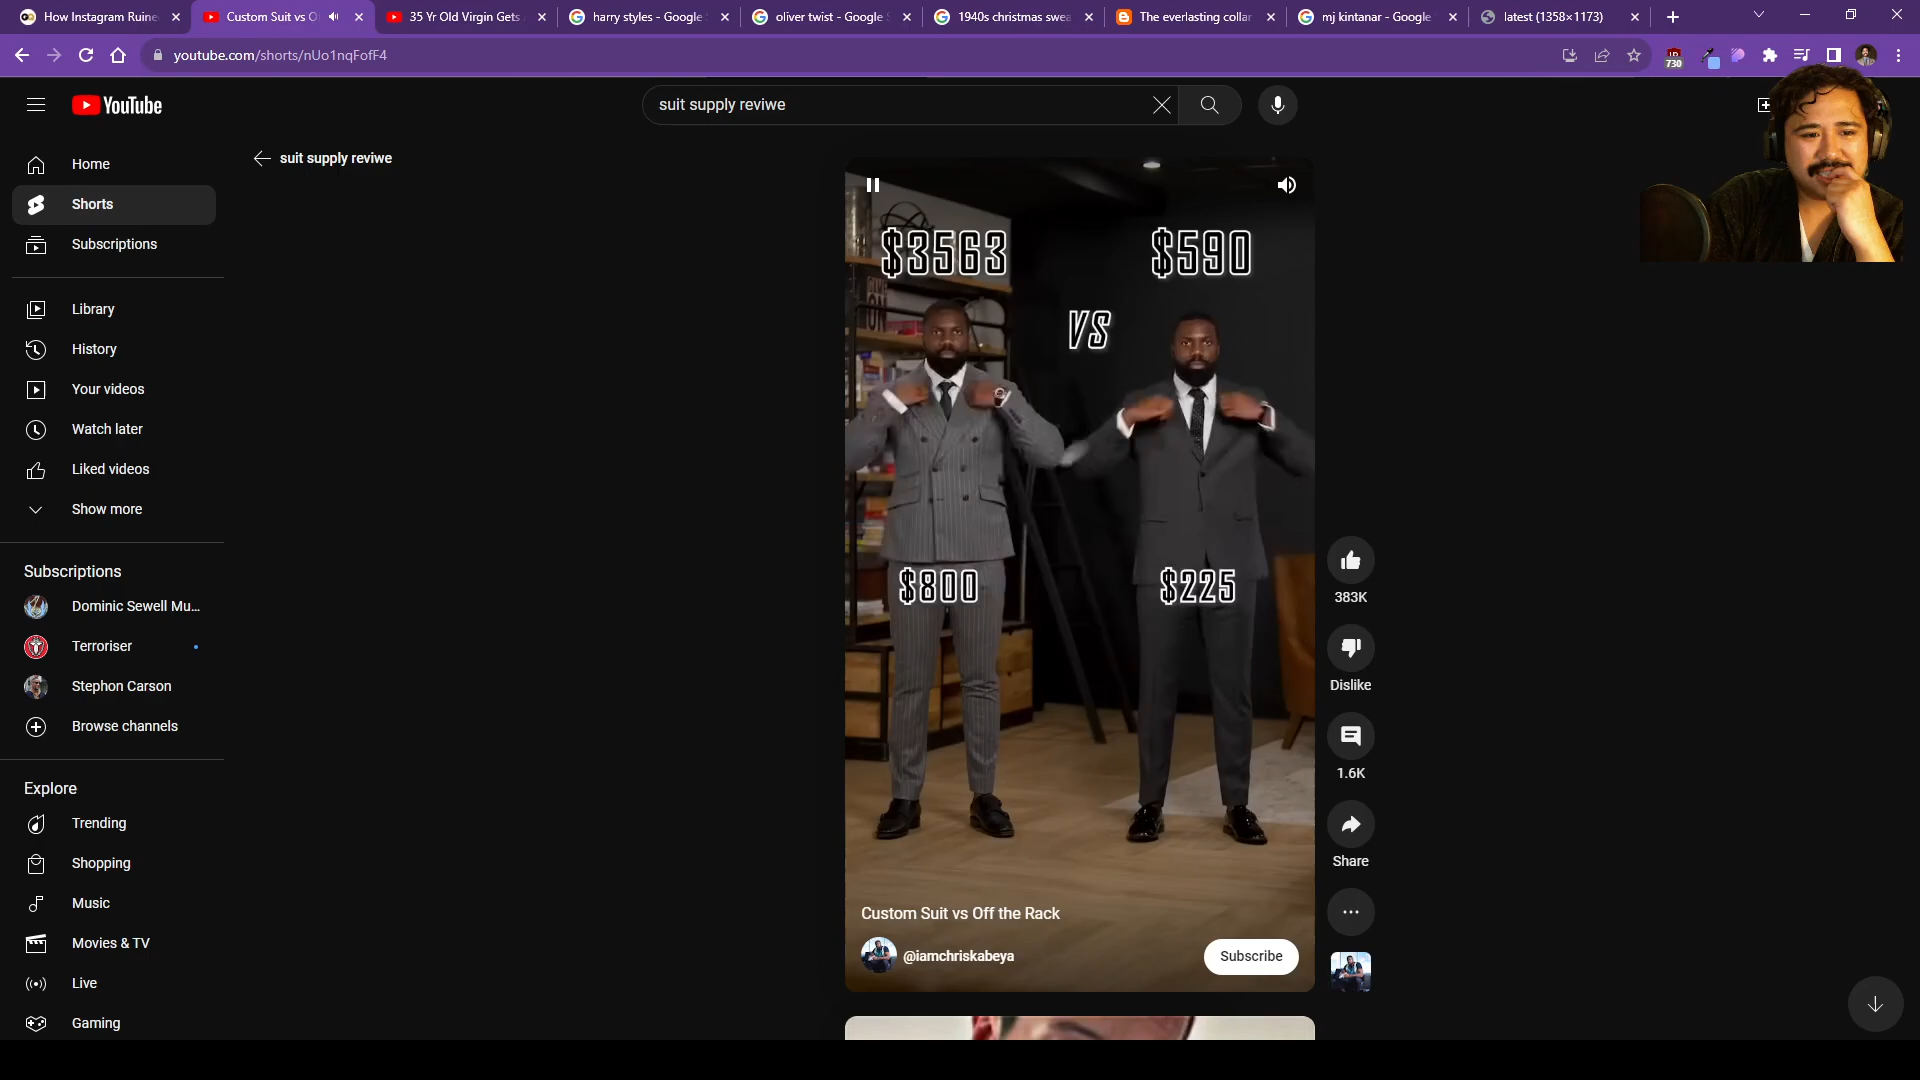 How Instagram Ruine
Custom Suit vs O
35 Yr Old Virgin Gets
harry styles - Google
oliver twist - Google
1940s christmas swea
The everlasting collar
mj kintanar - Google
latest (1358×1173)
youtube.com/shorts/nUo1nqFofF4
730
YouTube
suit supply reviwe
suit supply reviwe
Home
Shorts
Subscriptions
Library
History
Your videos
Watch later
Liked videos
Show more
Subscriptions
Dominic Sewell Mu...
Terroriser
Stephon Carson
Browse channels
Explore
Trending
Shopping
Music
Movies & TV
Live
Gaming
$3563
$590
VS
$800
$225
Custom Suit vs Off the Rack
@iamchriskabeya
Subscribe
383K
Dislike
1.6K
Share